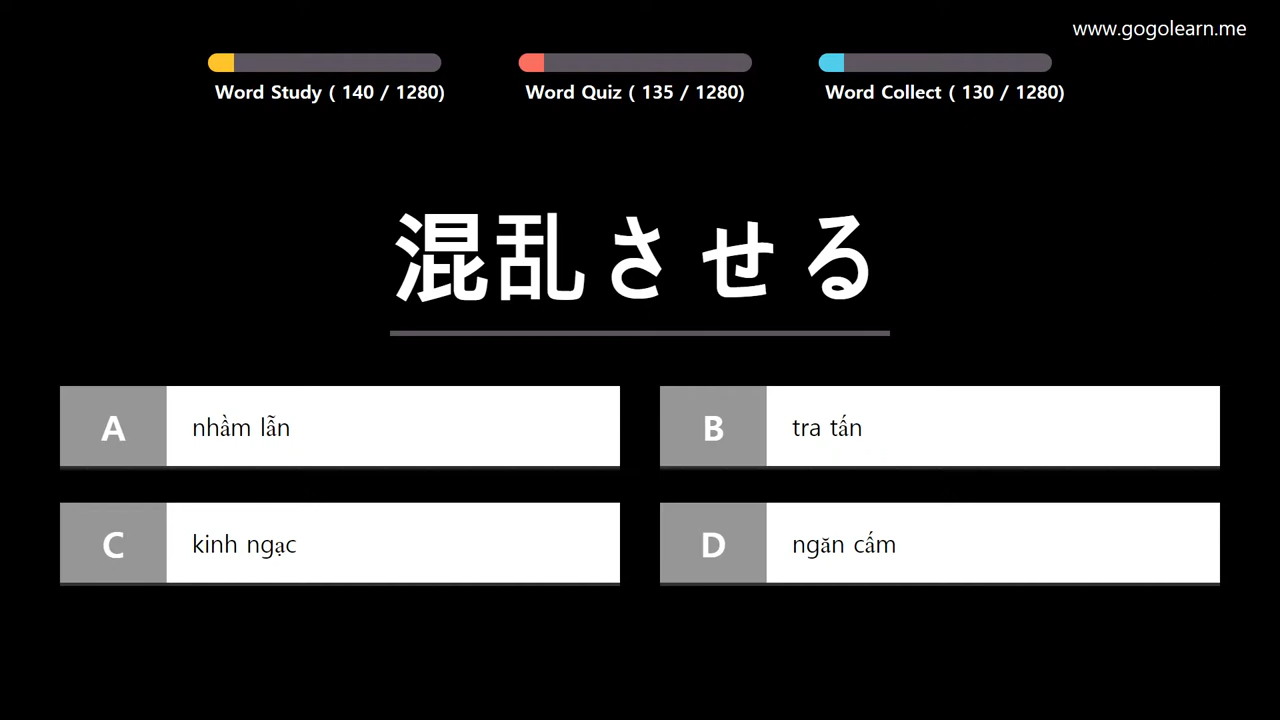 www.gogolearn.me
Word Study ( 140 / 1280)
Word Quiz ( 135 / 1280)
Word Collect ( 130 / 1280)
混乱させる
A
nhầm lẫn
B
tra tấn
C
kinh ngạc
D
ngăn cấm